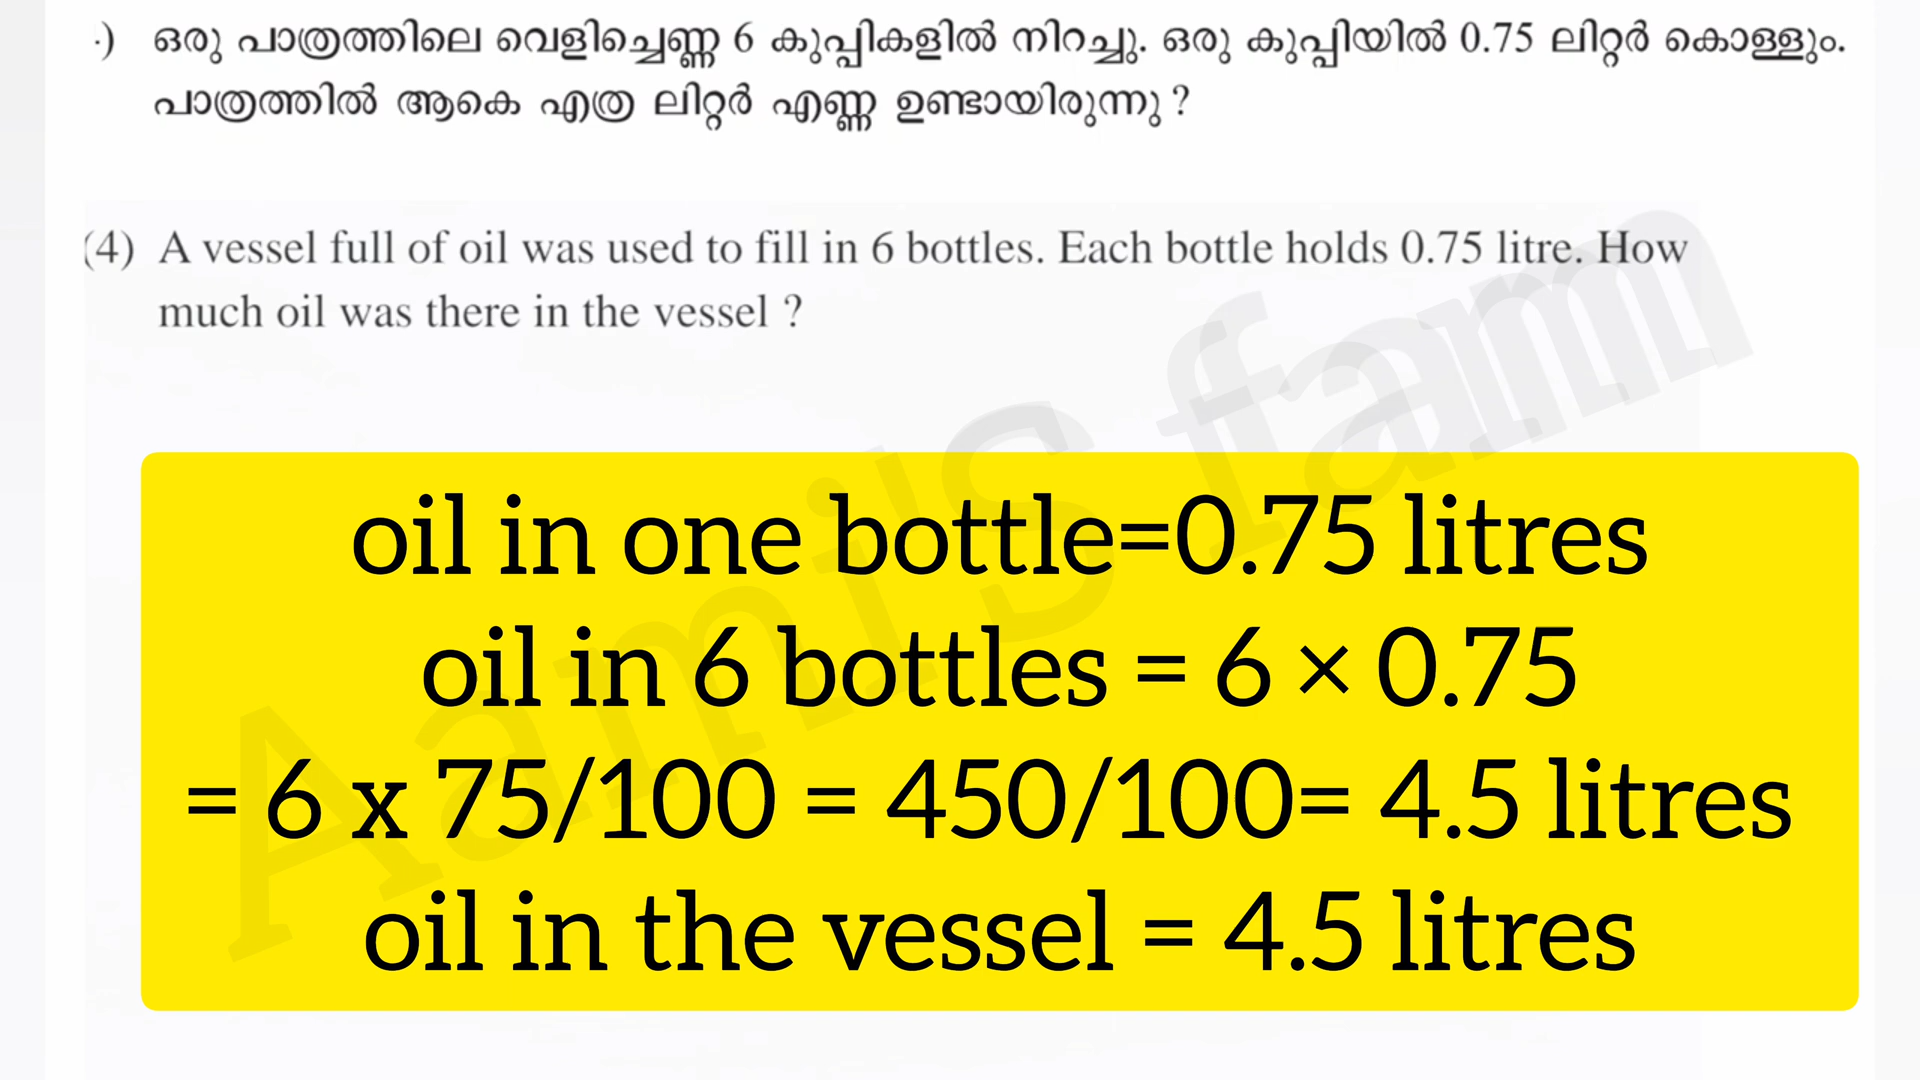 ·) ഒരു പാത്രത്തിലെ വെളിച്ചെണ്ണ 6 കുപ്പികളിൽ നിറച്ചു. ഒരു കുപ്പിയിൽ 0.75 ലിറ്റർ കൊള്ളും.
പാത്രത്തിൽ ആകെ എത്ര ലിറ്റർ എണ്ണ ഉണ്ടായിരുന്നു ?
(4) A vessel full of oil was used to fill in 6 bottles. Each bottle holds 0.75 litre. How
much oil was there in the vessel ?
oil in one bottle=0.75 litres
oil in 6 bottles = 6 × 0.75
= 6 x 75/100 = 450/100= 4.5 litres
oil in the vessel = 4.5 litres
Aami's fam